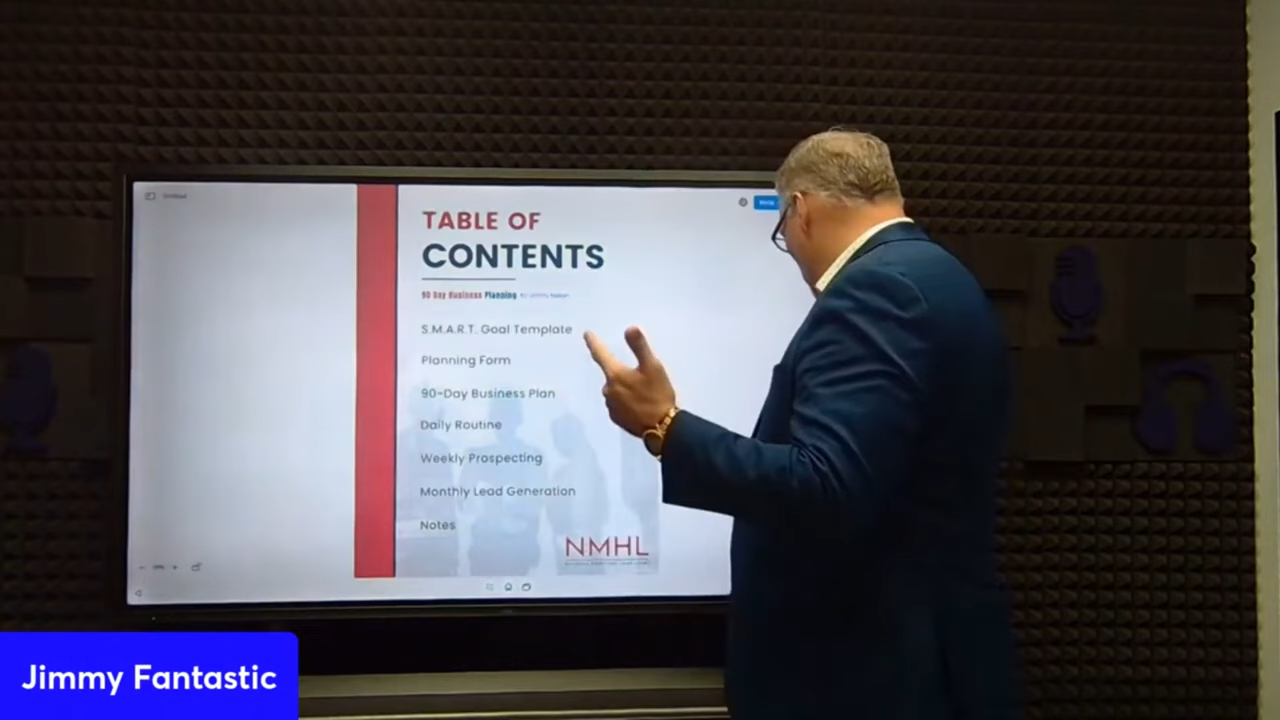 TABLE OF
CONTENTS
90 Day Business Planning
S.M.A.R.T. Goal Template
Planning Form
90-Day Business Plan
Daily Routine
Weekly Prospecting
Monthly Lead Generation
Notes
NMHL
Jimmy Fantastic